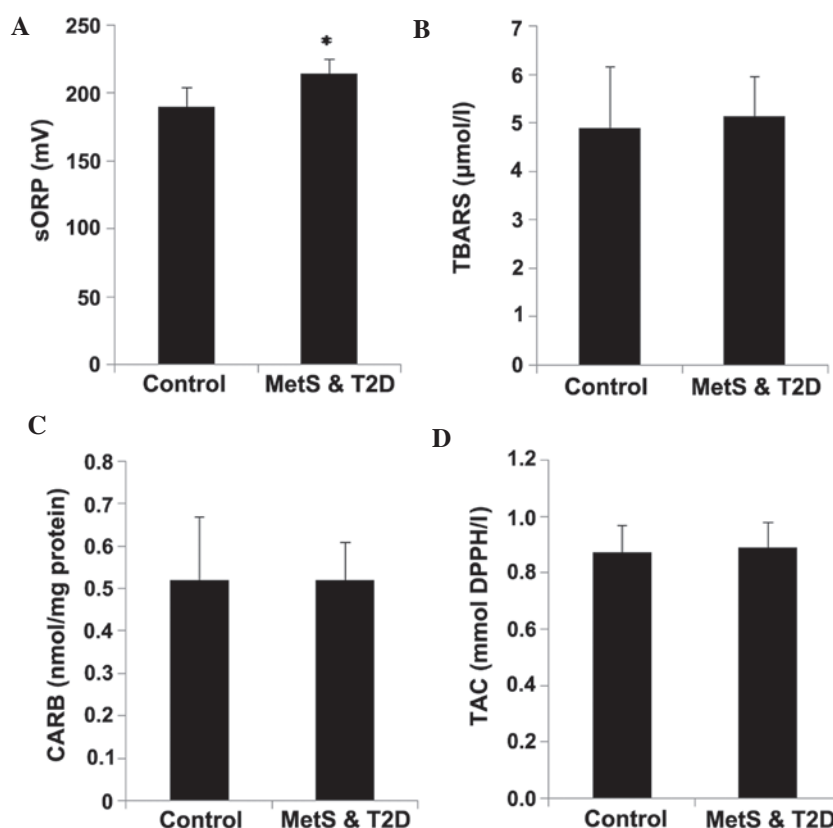 A
sORP (mV)
250
200
150
100
50
0
*
Control MetS & T2D
B
TBARS (µmol/l)
7
6
5
4
3
2
1
0
Control MetS & T2D
C
CARB (nmol/mg protein)
0.8
0.7
0.6
0.5
0.4
0.3
0.2
0.1
0
Control MetS & T2D
D
TAC (mmol DPPH/l)
1.2
1.0
0.8
0.6
0.4
0.2
0.0
Control MetS & T2D